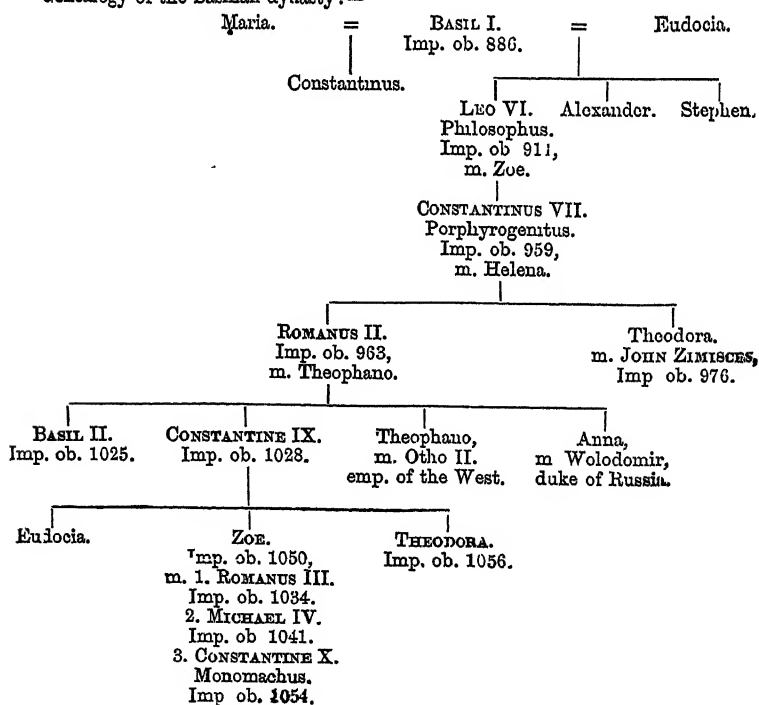 Genealogy of the Basilian dynasty:—
Maria. = BASIL I. = Eudocia.
Imp. ob. 886.
Constantinus.
LEO VI. Alexander. Stephen.
Philosophus.
Imp. ob 911,
m. Zoe.
CONSTANTINUS VII.
Porphyrogenitus.
Imp. ob. 959,
m. Helena.
ROMANUS II.
Imp. ob. 963,
m. Theophano.
Theodora.
m. JOHN ZIMISCES,
Imp ob. 976.
BASIL II.
Imp. ob. 1025.
CONSTANTINE IX.
Imp. ob. 1028.
Theophano,
m. Otho II.
emp. of the West.
Anna,
m Wolodomir,
duke of Russia.
Eudocia.
ZOE.
Imp. ob. 1050,
m. 1. ROMANUS III.
Imp. ob. 1034.
2. MICHAEL IV.
Imp. ob 1041.
3. CONSTANTINE X.
Monomachus.
Imp ob. 1054.
THEODORA.
Imp. ob. 1056.